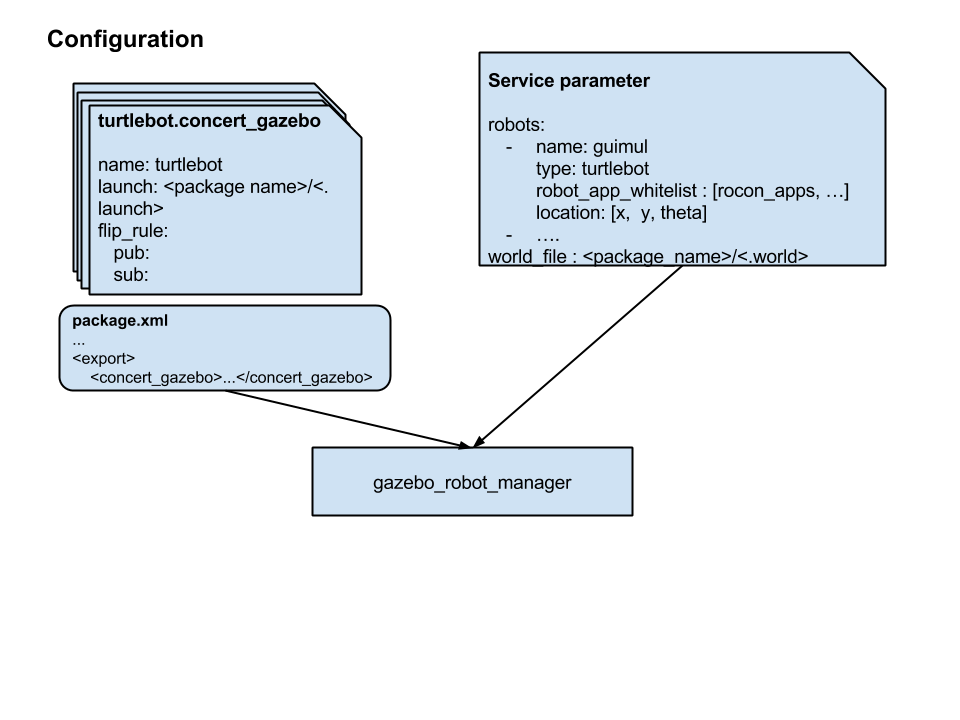 Configuration
turtlebot.concert_gazebo
name: turtlebot
launch: <package name>/<.
launch>
flip_rule:
pub:
sub:
package.xml
...
<export>
<concert_gazebo>...</concert_gazebo>
Service parameter
robots:
- name: guimul
type: turtlebot
robot_app_whitelist : [rocon_apps, …]
location: [x, y, theta]
- ….
world_file : <package_name>/<.world>
gazebo_robot_manager